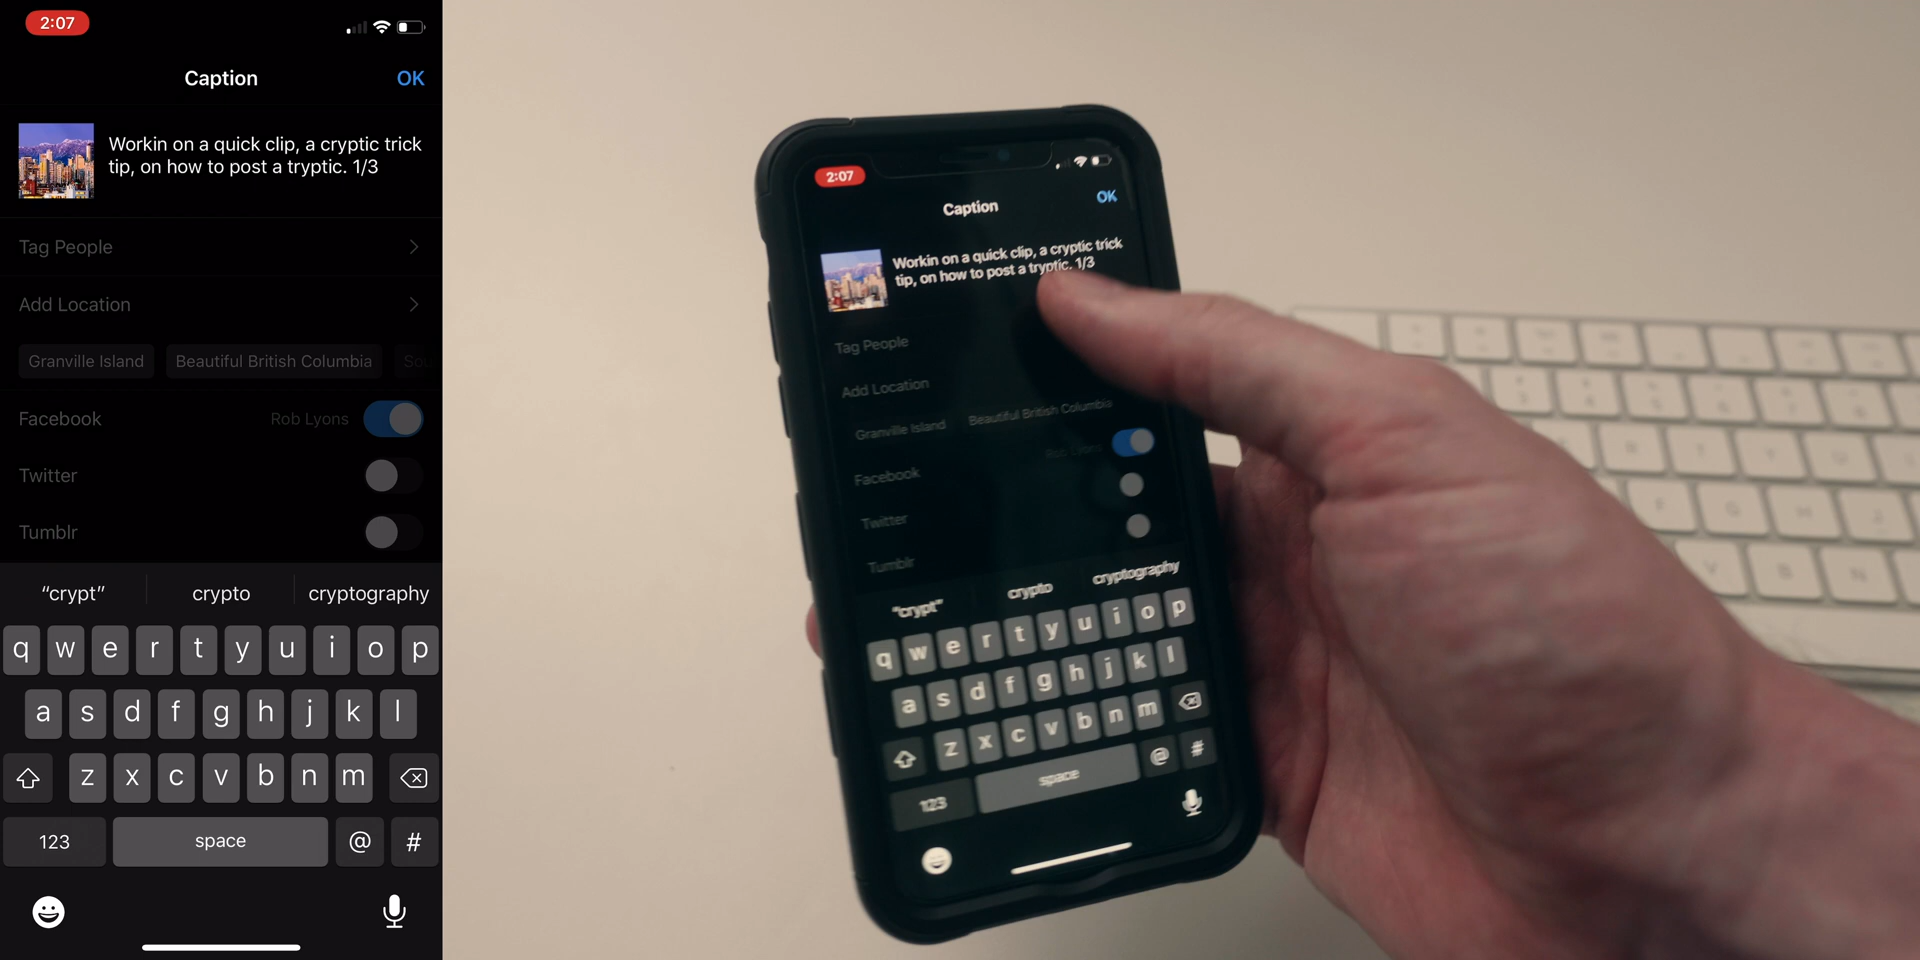 2:07
Caption
OK
Workin on a quick clip, a cryptic trick
tip, on how to post a tryptic. 1/3
Tag People
Add Location
Granville Island
Beautiful British Columbia
Sou
Facebook
Rob Lyons
Twitter
Tumblr
“crypt”
crypto
cryptography
q w e r t y u i o p
a s d f g h j k l
z x c v b n m
123
space
@
#
2:07
Caption
OK
Workin on a quick clip, a cryptic trick
tip, on how to post a tryptic. 1/3
Tag People
Add Location
Granville Island
Beautiful British Columbia
Rob Lyons
Facebook
Twitter
Tumblr
"crypt"
crypto
cryptography
q w e r t y u i o p
a s d f g h j k l
z x c v b n m
123
space
@
#